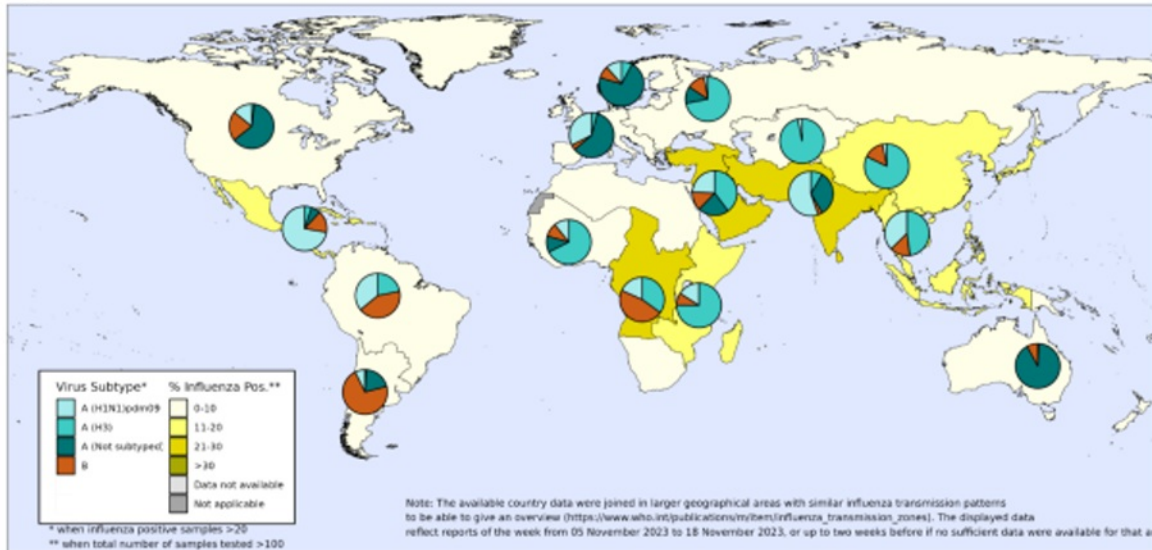 Virus Subtype*
A (H1N1)pdm09
A (H3)
A (Not subtyped)
B
% Influenza Pos.**
0-10
11-20
21-30
>30
Data not available
Not applicable
* when influenza positive samples >20
** when total number of samples tested >100
Note: The available country data were joined in larger geographical areas with similar influenza transmission patterns
to be able to give an overview (https://www.who.int/publications/m/item/influenza_transmission_zones). The displayed data
reflect reports of the week from 05 November 2023 to 18 November 2023, or up to two weeks before if no sufficient data were available for that a